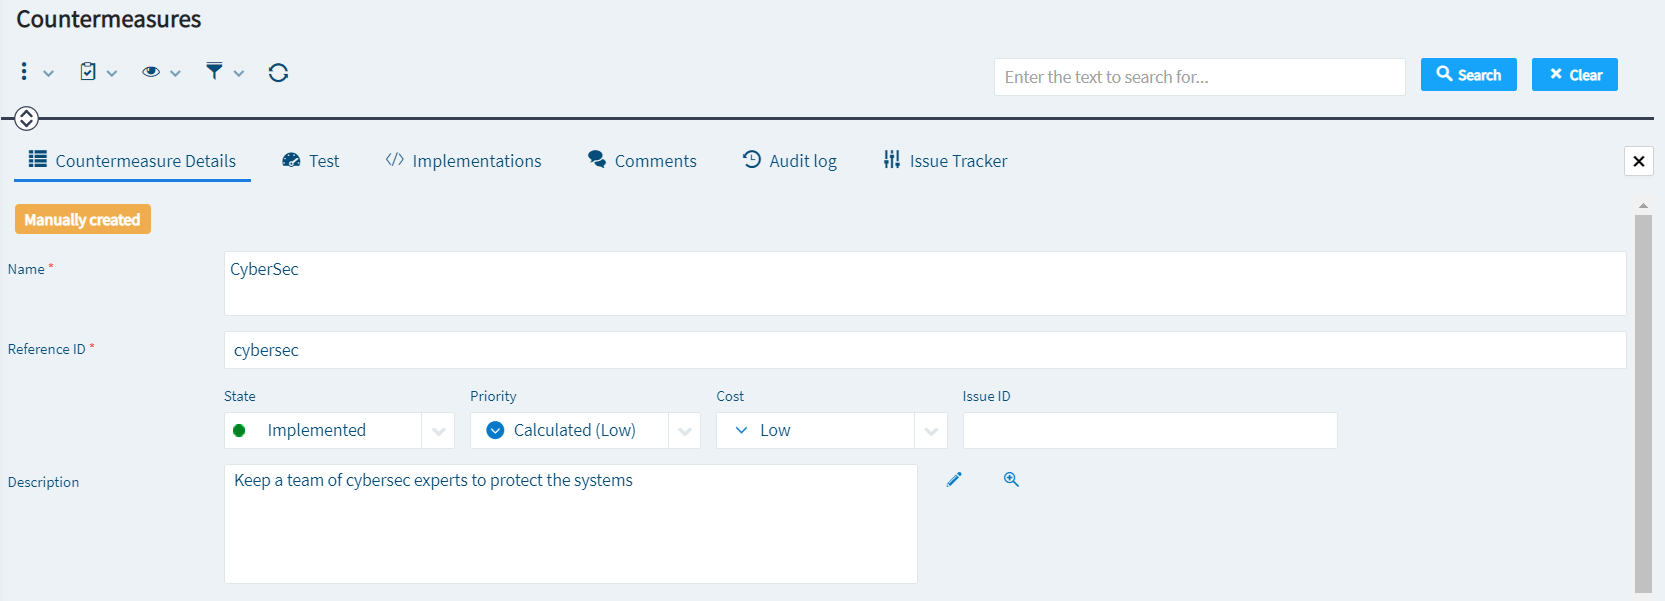 Countermeasures
Enter the text to search for...
Search
Clear
Countermeasure Details
Test
Implementations
Comments
Audit log
Issue Tracker
Manually created
Name *
CyberSec
Reference ID *
cybersec
State
Priority
Cost
Issue ID
Implemented
Calculated (Low)
Low
Description
Keep a team of cybersec experts to protect the systems